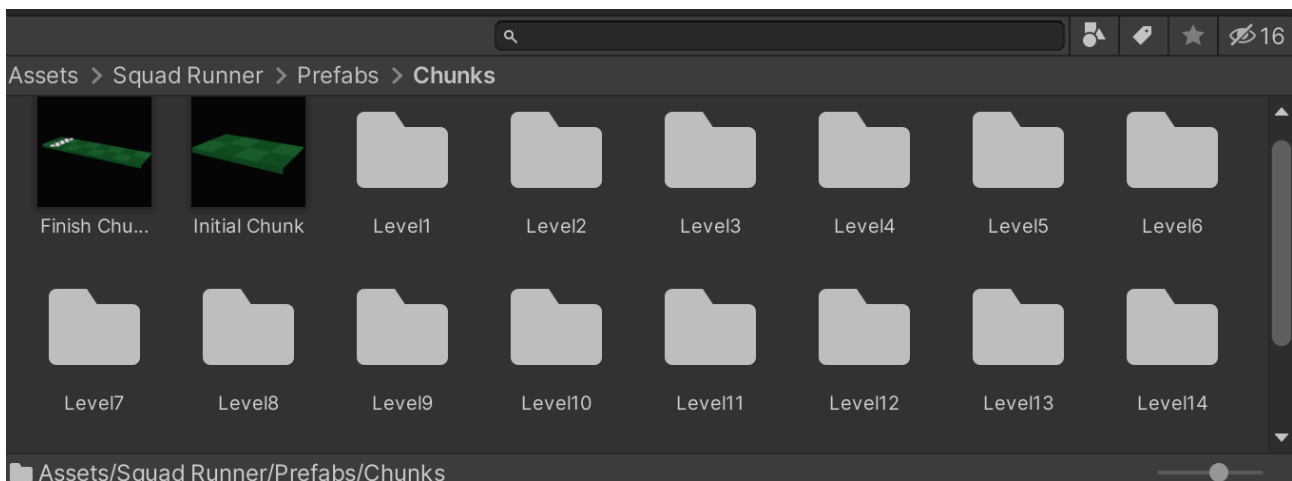 16
Assets > Squad Runner > Prefabs > Chunks
Finish Chu... Initial Chunk Level1 Level2 Level3 Level4 Level5 Level6
Level7 Level8 Level9 Level10 Level11 Level12 Level13 Level14
Assets/Squad Runner/Prefabs/Chunks